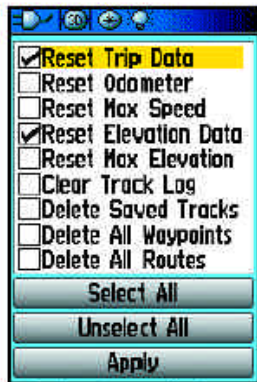 Reset Trip Data
Reset Odometer
Reset Max Speed
Reset Elevation Data
Reset Max Elevation
Clear Track Log
Delete Saved Tracks
Delete All Waypoints
Delete All Routes
Select All
Unselect All
Apply